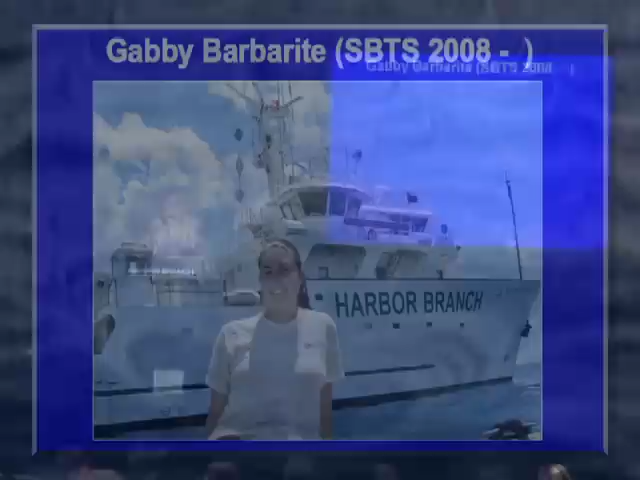 Gabby Barbarite (SBTS 2008 - )
Gabby Barbarite (SBTS 2008 )
HARBOR BRANCH